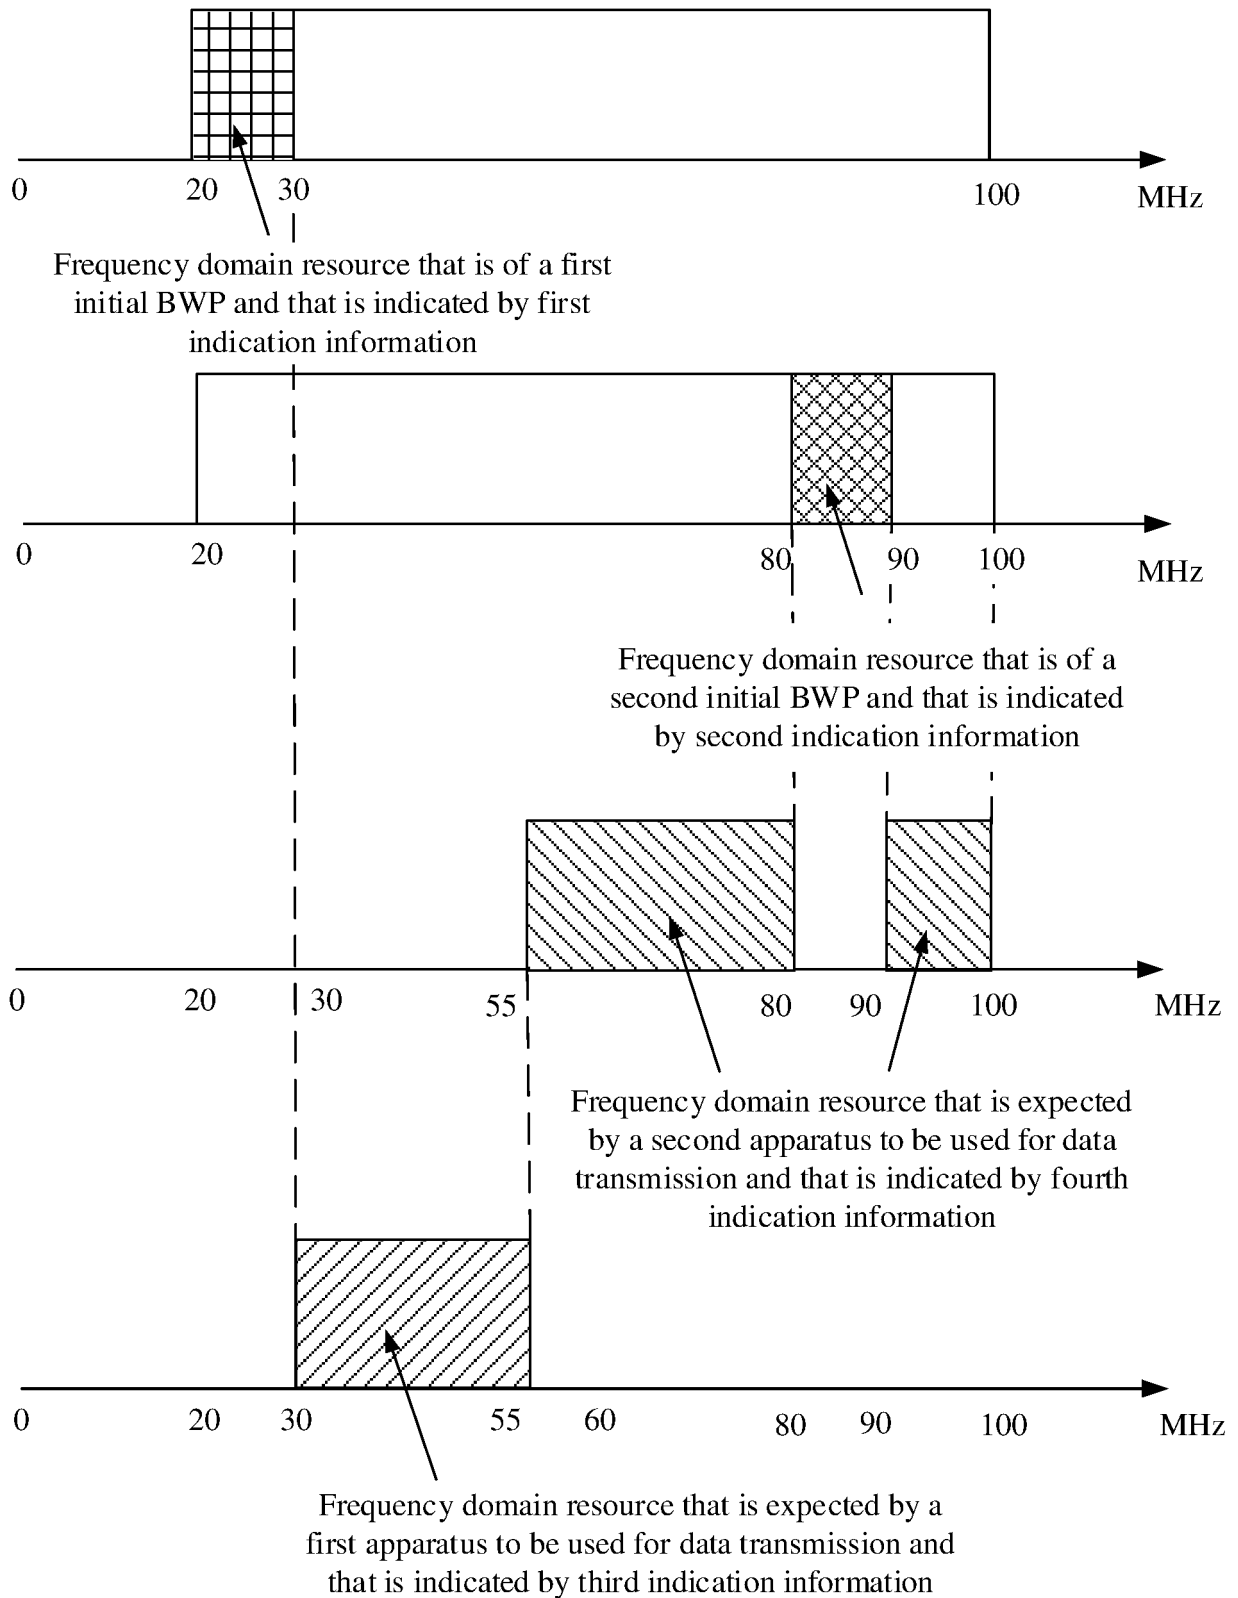 0 20 30 100 MHz
Frequency domain resource that is of a first
initial BWP and that is indicated by first
indication information
0 20 80 90 100 MHz
Frequency domain resource that is of a
second initial BWP and that is indicated
by second indication information
0 20 30 55 80 90 100 MHz
Frequency domain resource that is expected
by a second apparatus to be used for data
transmission and that is indicated by fourth
indication information
0 20 30 55 60 80 90 100 MHz
Frequency domain resource that is expected by a
first apparatus to be used for data transmission and
that is indicated by third indication information